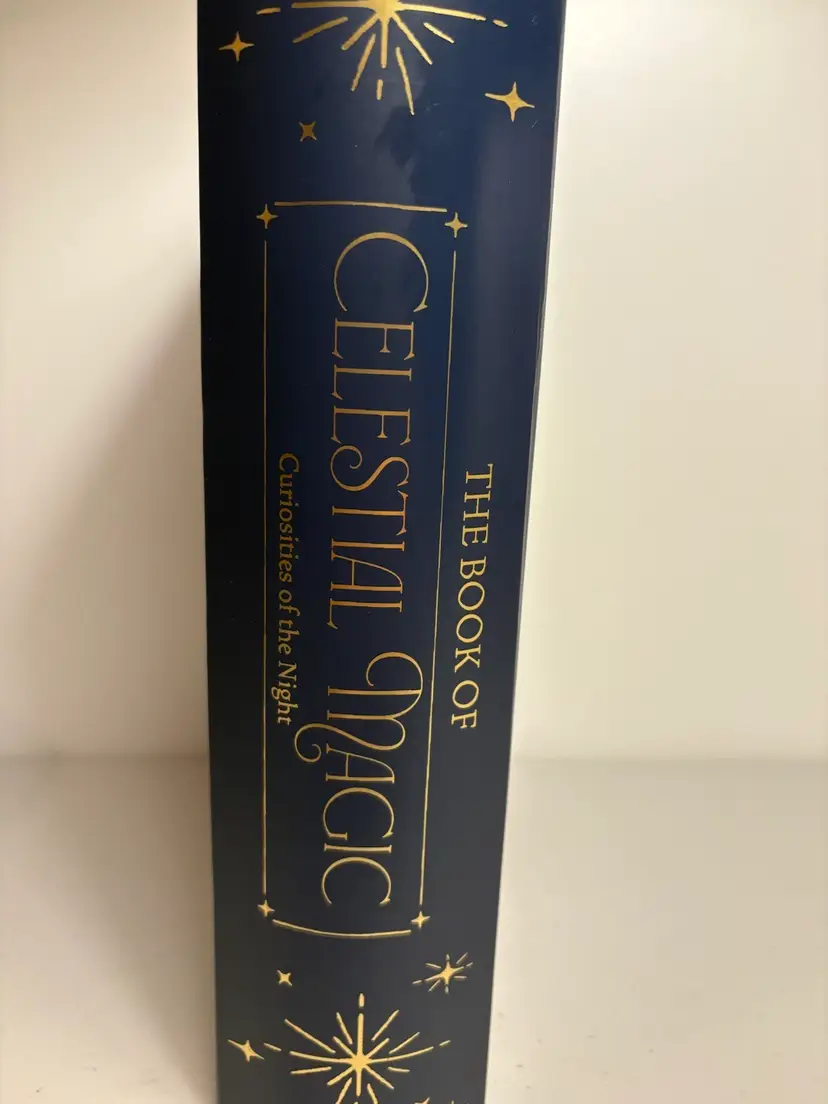 THE BOOK OF
CELESTIAL MAGIC
Curiosities of the Night